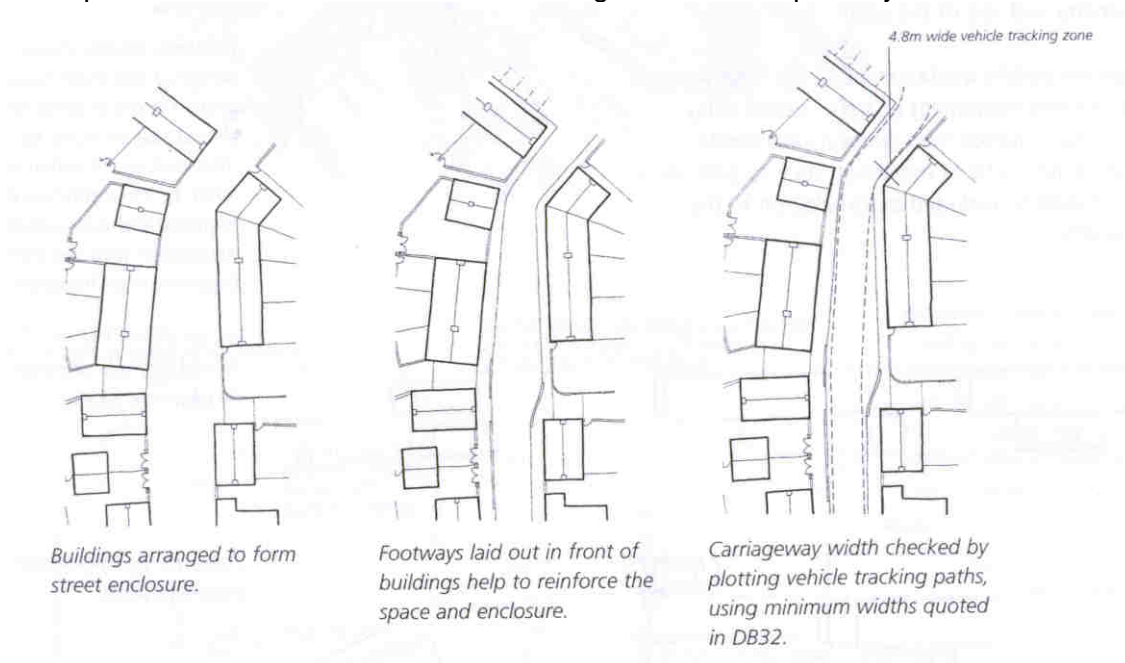 4.8m wide vehicle tracking zone
Buildings arranged to form
street enclosure.
Footways laid out in front of
buildings help to reinforce the
space and enclosure.
Carriageway width checked by
plotting vehicle tracking paths,
using minimum widths quoted
in DB32.